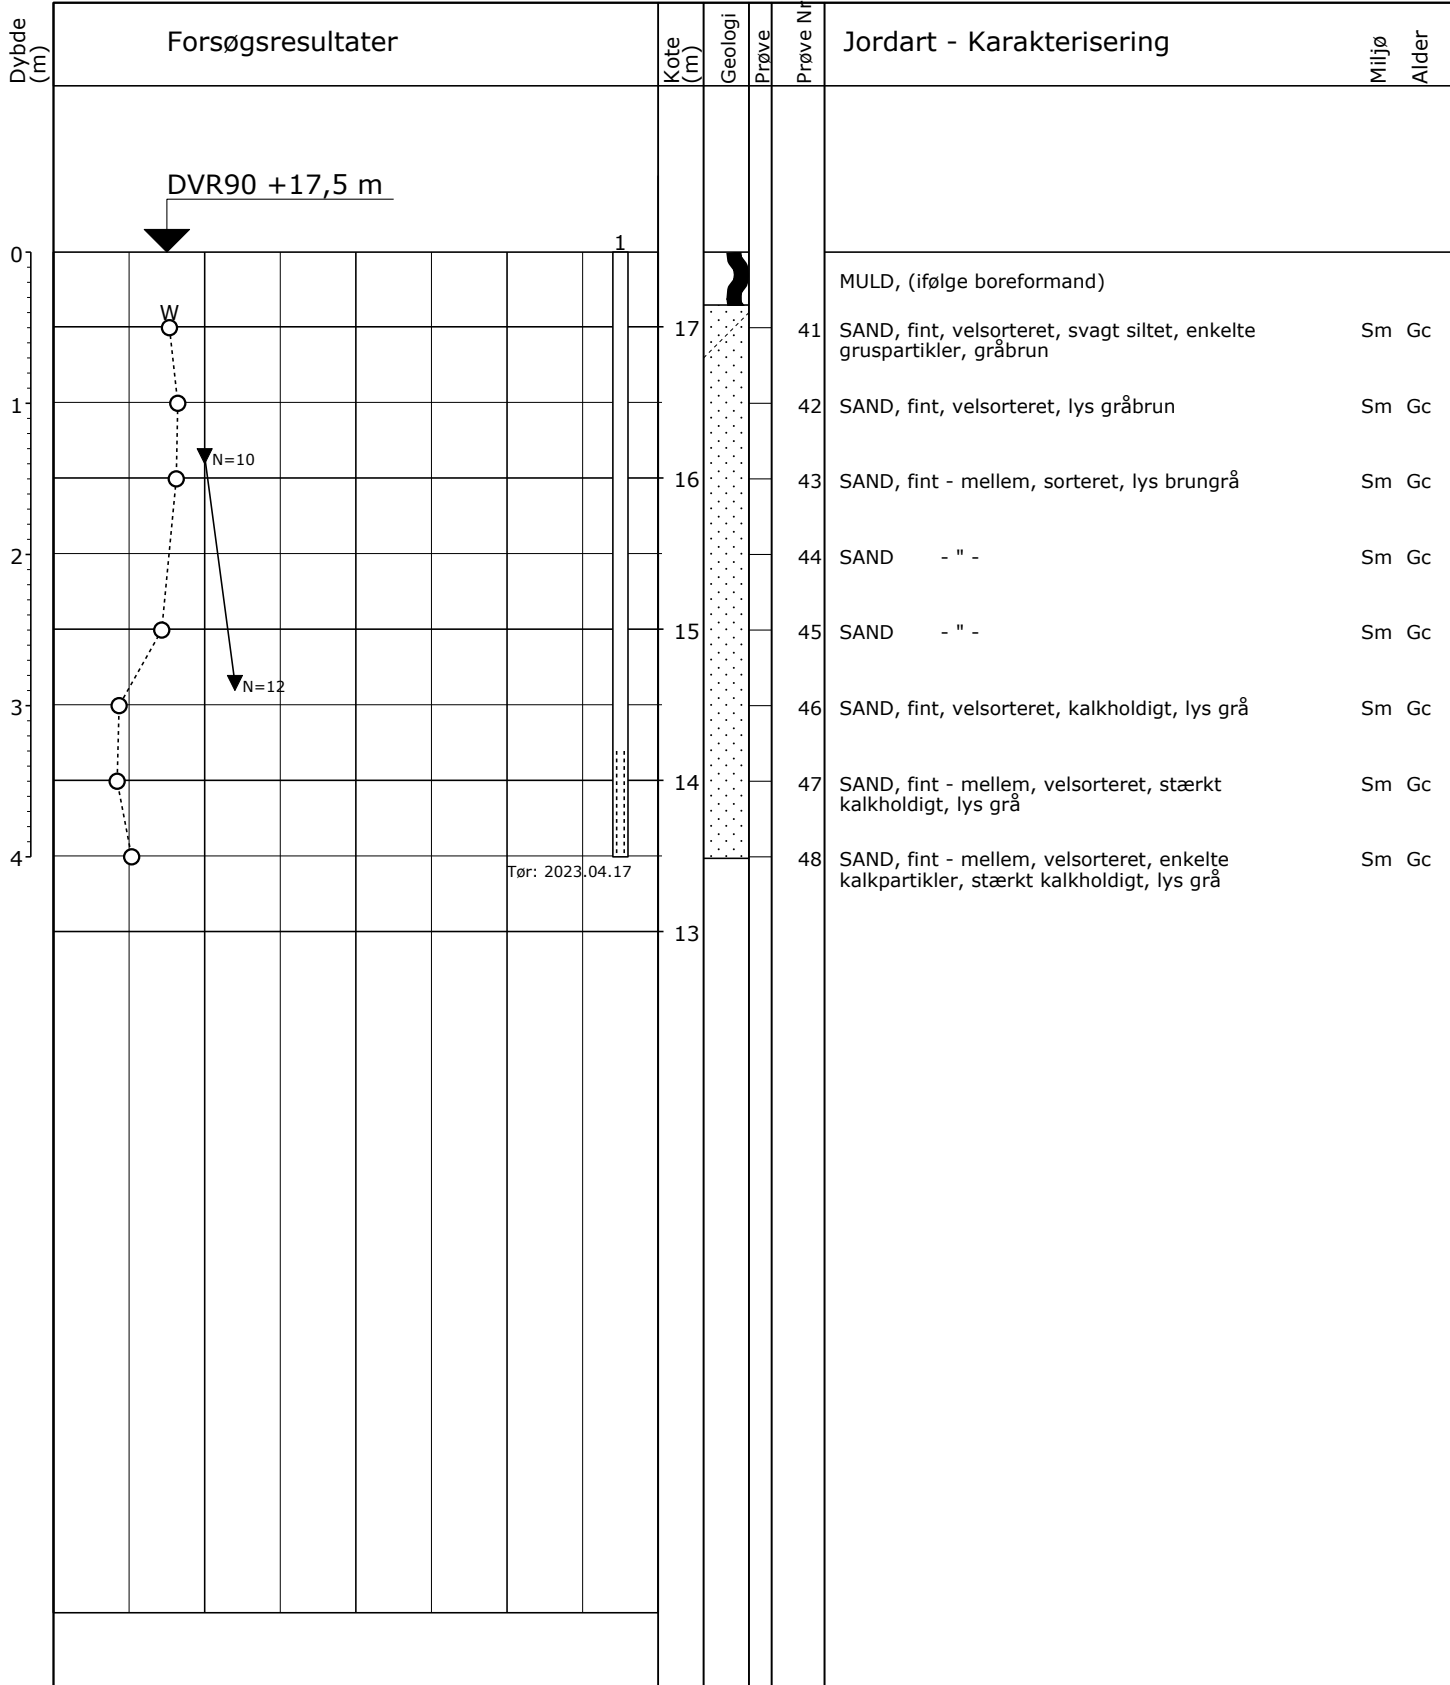 Dybde
(m)
Forsøgsresultater
Kote
(m)
Geologi
Prøve
Prøve Nr
Jordart - Karakterisering
Miljø
Alder
DVR90 +17,5 m
0
1
MULD, (ifølge boreformand)
W
17
41
SAND, fint, velsorteret, svagt siltet, enkelte
gruspartikler, gråbrun
Sm Gc
1
42
SAND, fint, velsorteret, lys gråbrun
Sm Gc
N=10
16
43
SAND, fint - mellem, sorteret, lys brungrå
Sm Gc
2
44
SAND - " -
Sm Gc
15
45
SAND - " -
Sm Gc
N=12
3
46
SAND, fint, velsorteret, kalkholdigt, lys grå
Sm Gc
14
47
SAND, fint - mellem, velsorteret, stærkt
kalkholdigt, lys grå
Sm Gc
4
Tør: 2023.04.17
48
SAND, fint - mellem, velsorteret, enkelte
kalkpartikler, stærkt kalkholdigt, lys grå
Sm Gc
13